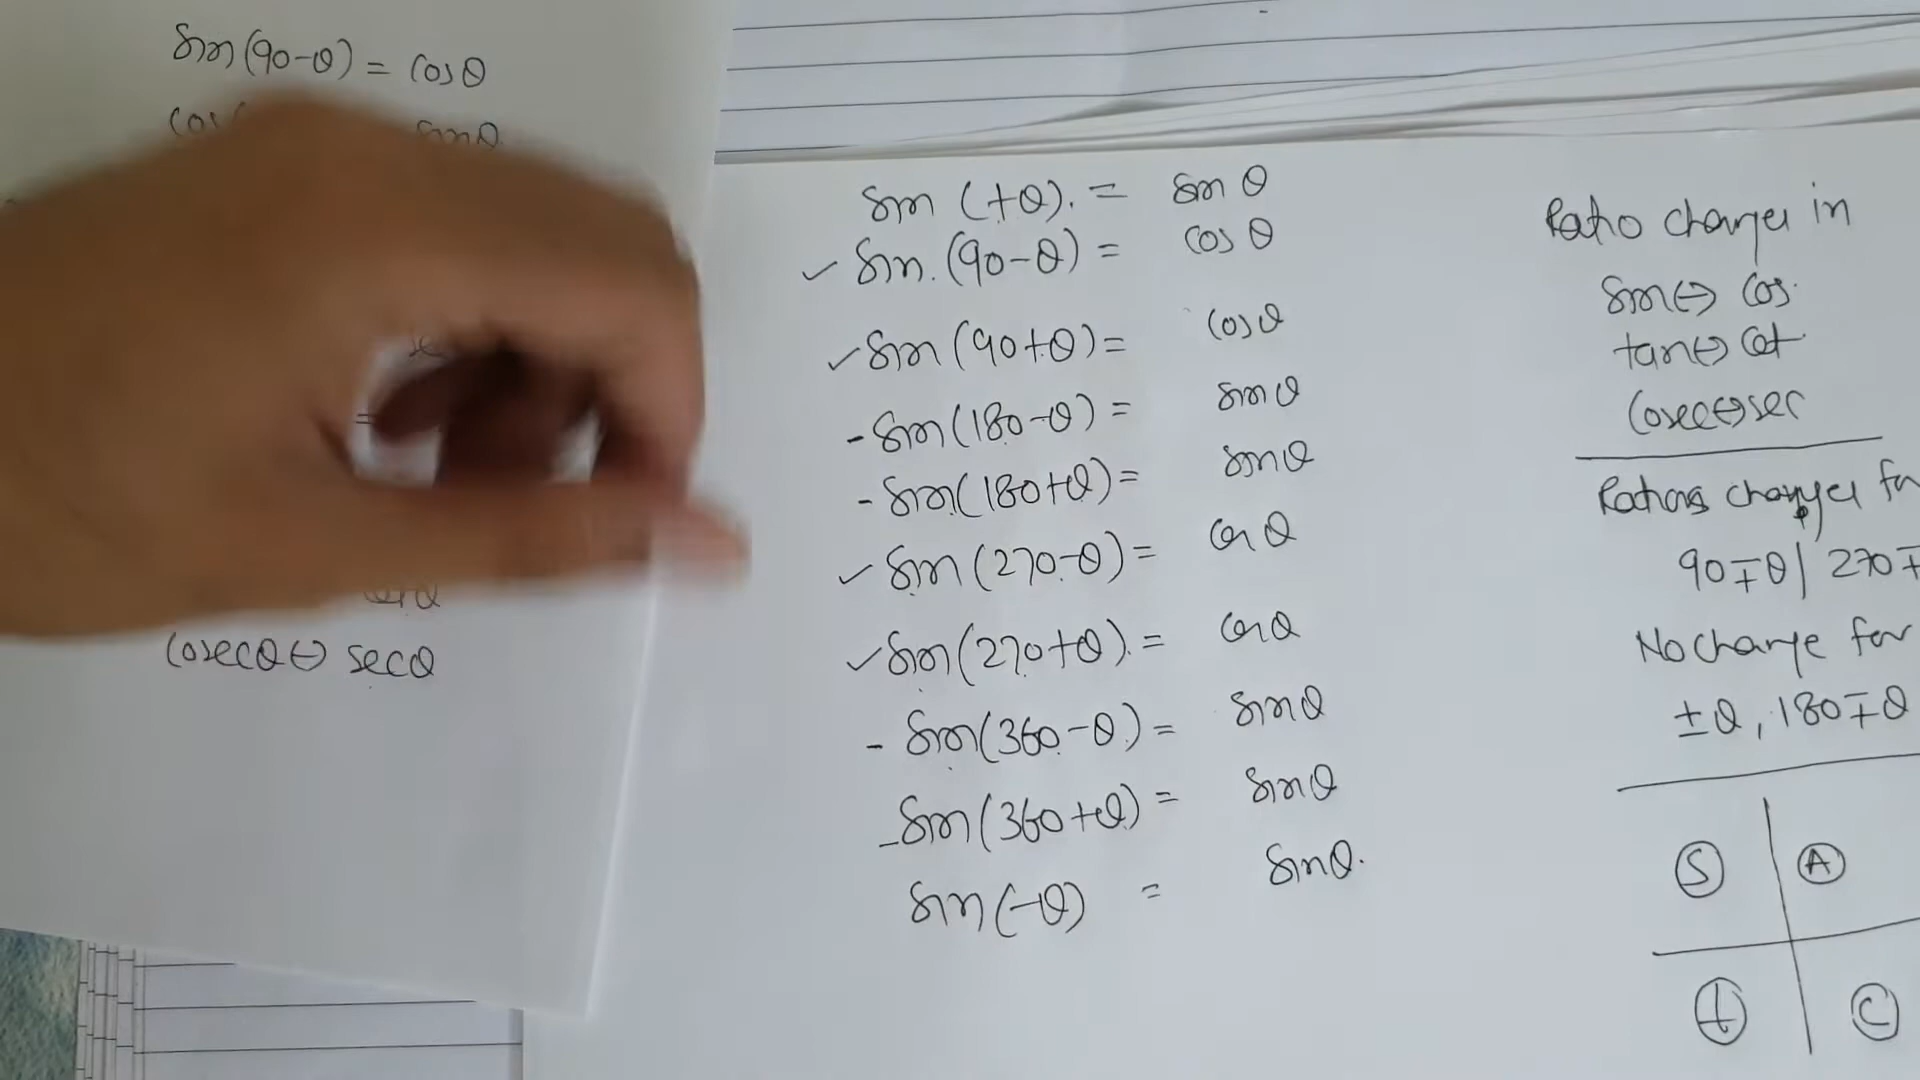 sin(90-θ) = cosθ
cos( sinθ
=
cosecθ ↔ secθ
sin (+θ). = sin θ
✓ sin. (90-θ) = cos θ
✓ sin (90+θ) = cosθ
- sin(180-θ) = sinθ
- sin(180+θ) = sinθ
✓ sin(270-θ) = cosθ
✓ sin(270+θ). = cosθ
- sin(360-θ) = sinθ
- sin(360+θ) = sinθ
sin(-θ) = sinθ.
Ratio changes in
sin ↔ cos.
tan ↔ cot
cosec ↔ sec
changes for
90∓θ| 270∓
No change for
±θ, 180∓θ
S A
T C